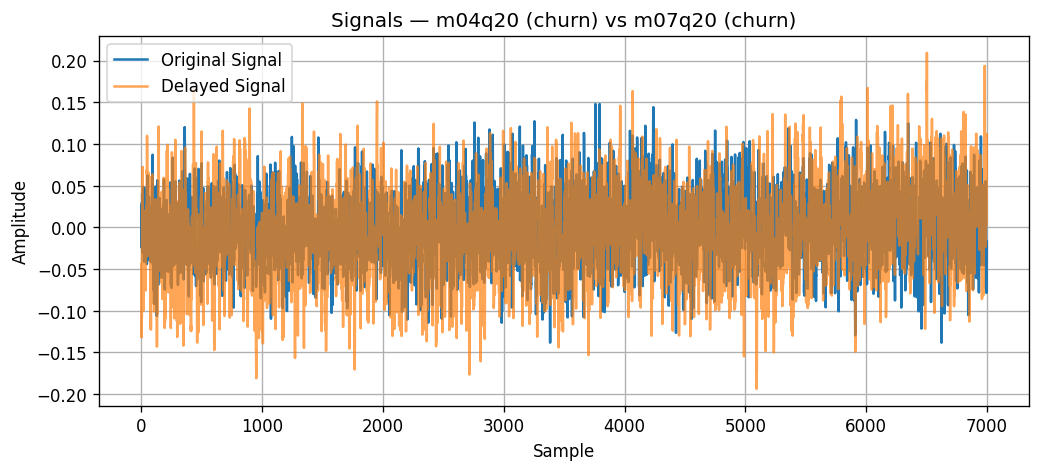 Signals — m04q20 (churn) vs m07q20 (churn)
Original Signal
Delayed Signal
0.20
0.15
0.10
0.05
0.00
−0.05
−0.10
−0.15
−0.20
Amplitude
0 1000 2000 3000 4000 5000 6000 7000
Sample